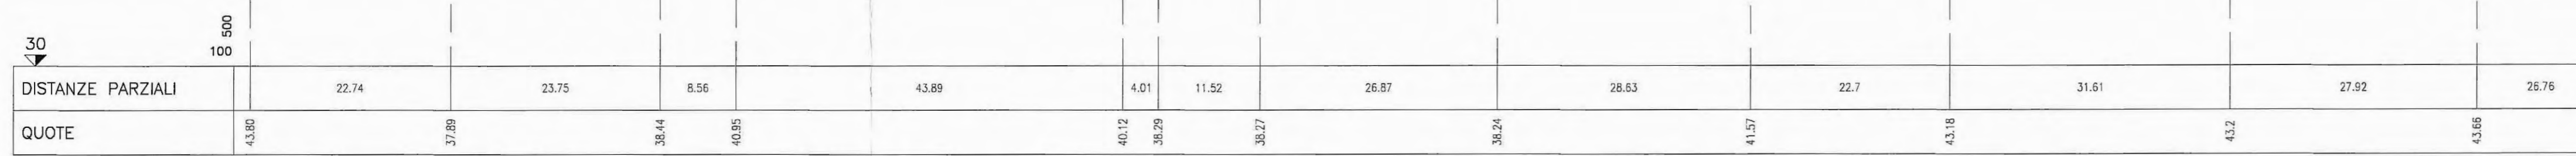 500
30
100
DISTANZE PARZIALI 22.74 23.75 8.56 43.89 4.01 11.52 26.87 28.63 22.7 31.61 27.92 26.76
QUOTE 43.80 37.89 38.44 40.95 40.12 38.29 38.27 38.24 41.57 43.18 43.2 43.66